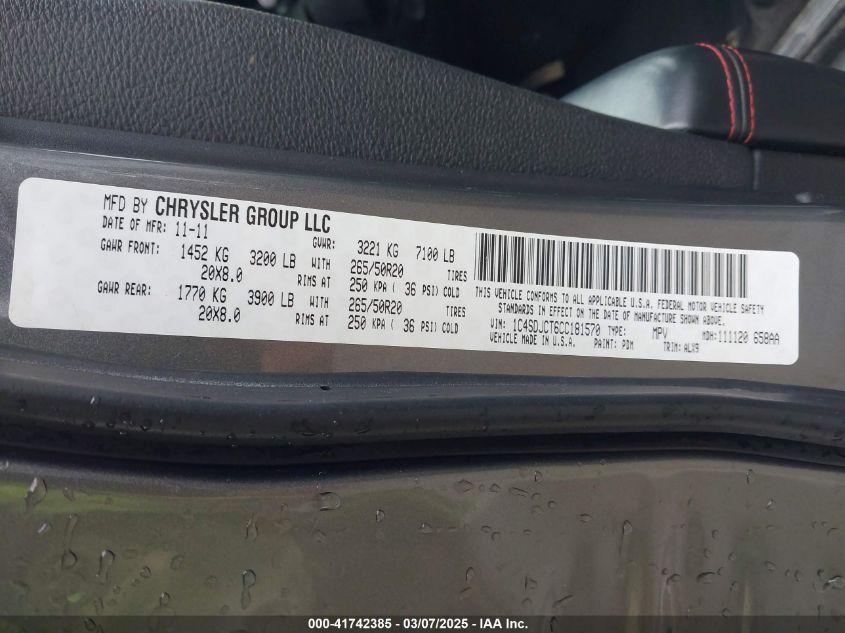 MFD BY CHRYSLER GROUP LLC
DATE OF MFR: 11-11 GVWR: 3221 KG 7100 LB
GAWR FRONT: 1452 KG 3200 LB WITH 265/50R20 TIRES
20X8.0 RIMS AT 250 KPA ( 36 PSI) COLD
GAWR REAR: 1770 KG 3900 LB WITH 265/50R20 TIRES
20X8.0 RIMS AT 250 KPA ( 36 PSI) COLD
THIS VEHICLE CONFORMS TO ALL APPLICABLE U.S.A. FEDERAL MOTOR VEHICLE SAFETY
STANDARDS IN EFFECT ON THE DATE OF MANUFACTURE SHOWN ABOVE.
VIN: 1C4SDJCT6CC181570 TYPE: MPV MDH: 111120 658AA
VEHICLE MADE IN U.S.A. PAINT: PDM TRIM: ALX9
000-41742385 - 03/07/2025 - IAA Inc.